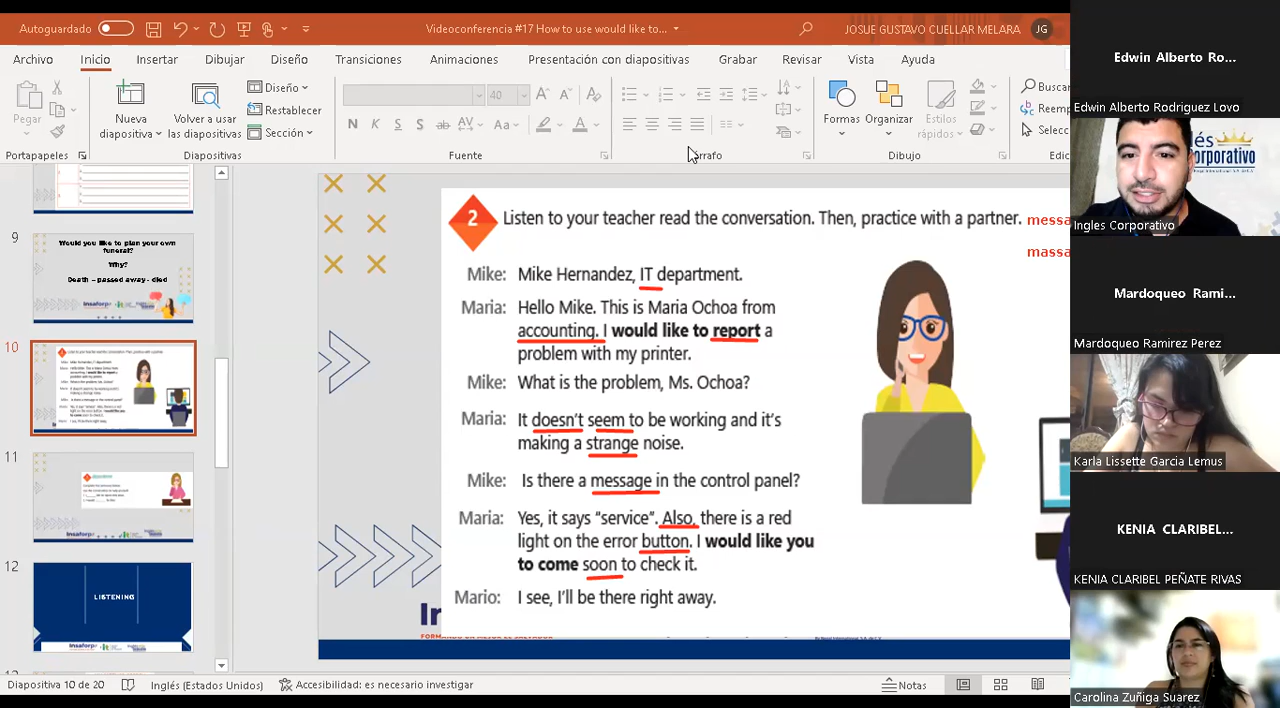 Autoguardado
Videoconferencia #17 How to use would like to...
JOSUE GUSTAVO CUELLAR MELARA
JG
Archivo
Inicio
Insertar
Dibujar
Diseño
Transiciones
Animaciones
Presentación con diapositivas
Grabar
Revisar
Vista
Ayuda
Pegar
Nueva
diapositiva
Volver a usar
las diapositivas
Diseño
Restablecer
Sección
40
Formas
Organizar
Estilos
rápidos
Buscar
Reemp
Selecc
Portapapeles
Diapositivas
Fuente
Dibujo
9
Would you like to plan your own
funeral?
Why?
Death – passed away - died
10
11
12
LISTENING
2 Listen to your teacher read the conversation. Then, practice with a partner.
messa
massa
Mike: Mike Hernandez, IT department.
Maria: Hello Mike. This is Maria Ochoa from
accounting. I would like to report a
problem with my printer.
Mike: What is the problem, Ms. Ochoa?
Maria: It doesn't seem to be working and it's
making a strange noise.
Mike: Is there a message in the control panel?
Maria: Yes, it says “service”. Also, there is a red
light on the error button. I would like you
to come soon to check it.
Mario: I see, I'll be there right away.
Diapositiva 10 de 20
Inglés (Estados Unidos)
Accesibilidad: es necesario investigar
Notas
Edwin Alberto Ro...
Edwin Alberto Rodriguez Lovo
Ingles Corporativo
Mardoqueo Rami...
Mardoqueo Ramirez Perez
Karla Lissette Garcia Lemus
KENIA CLARIBEL...
KENIA CLARIBEL PEÑATE RIVAS
Carolina Zuñiga Suarez